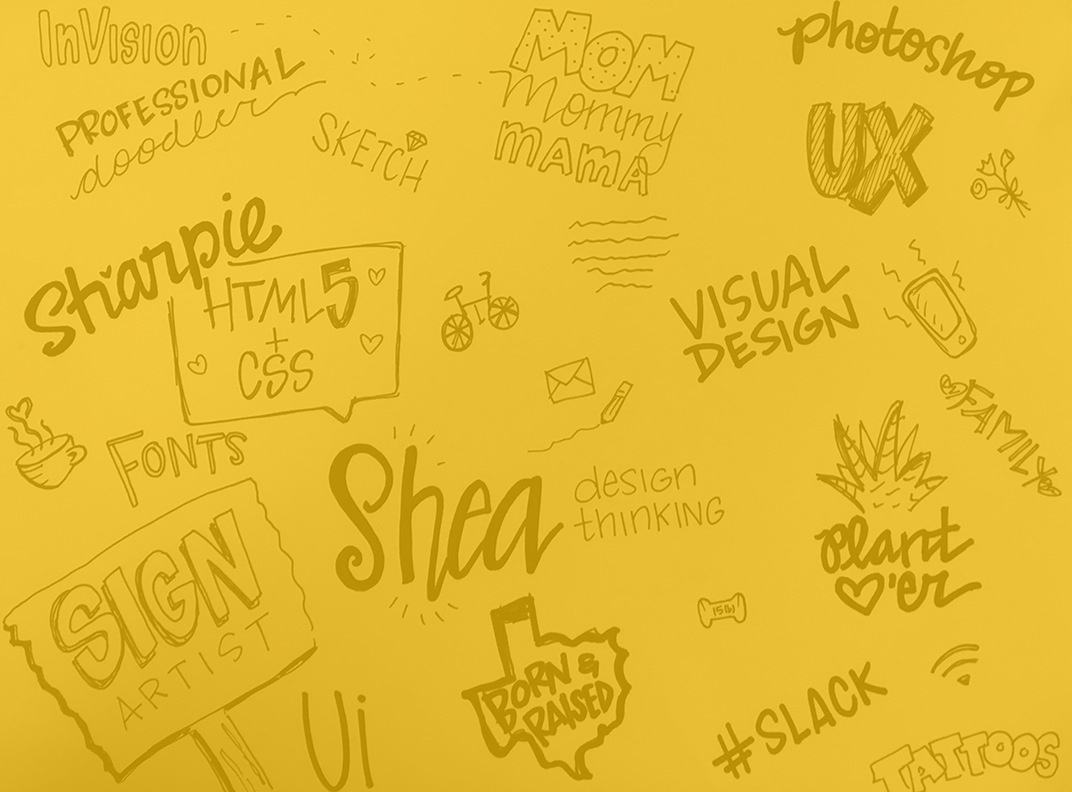 InVision
PROFESSIONAL
doodler
SKETCH
MOM
Mommy
MAMA
photoshop
UX
Sharpie
HTML5
+
CSS
VISUAL
DESIGN
FAMILY
FONTS
Shea
design
thinking
Plant
♡'er
SIGN
ARTIST
15lb
BORN &
RAISED
Ui
#SLACK
TATTOOS